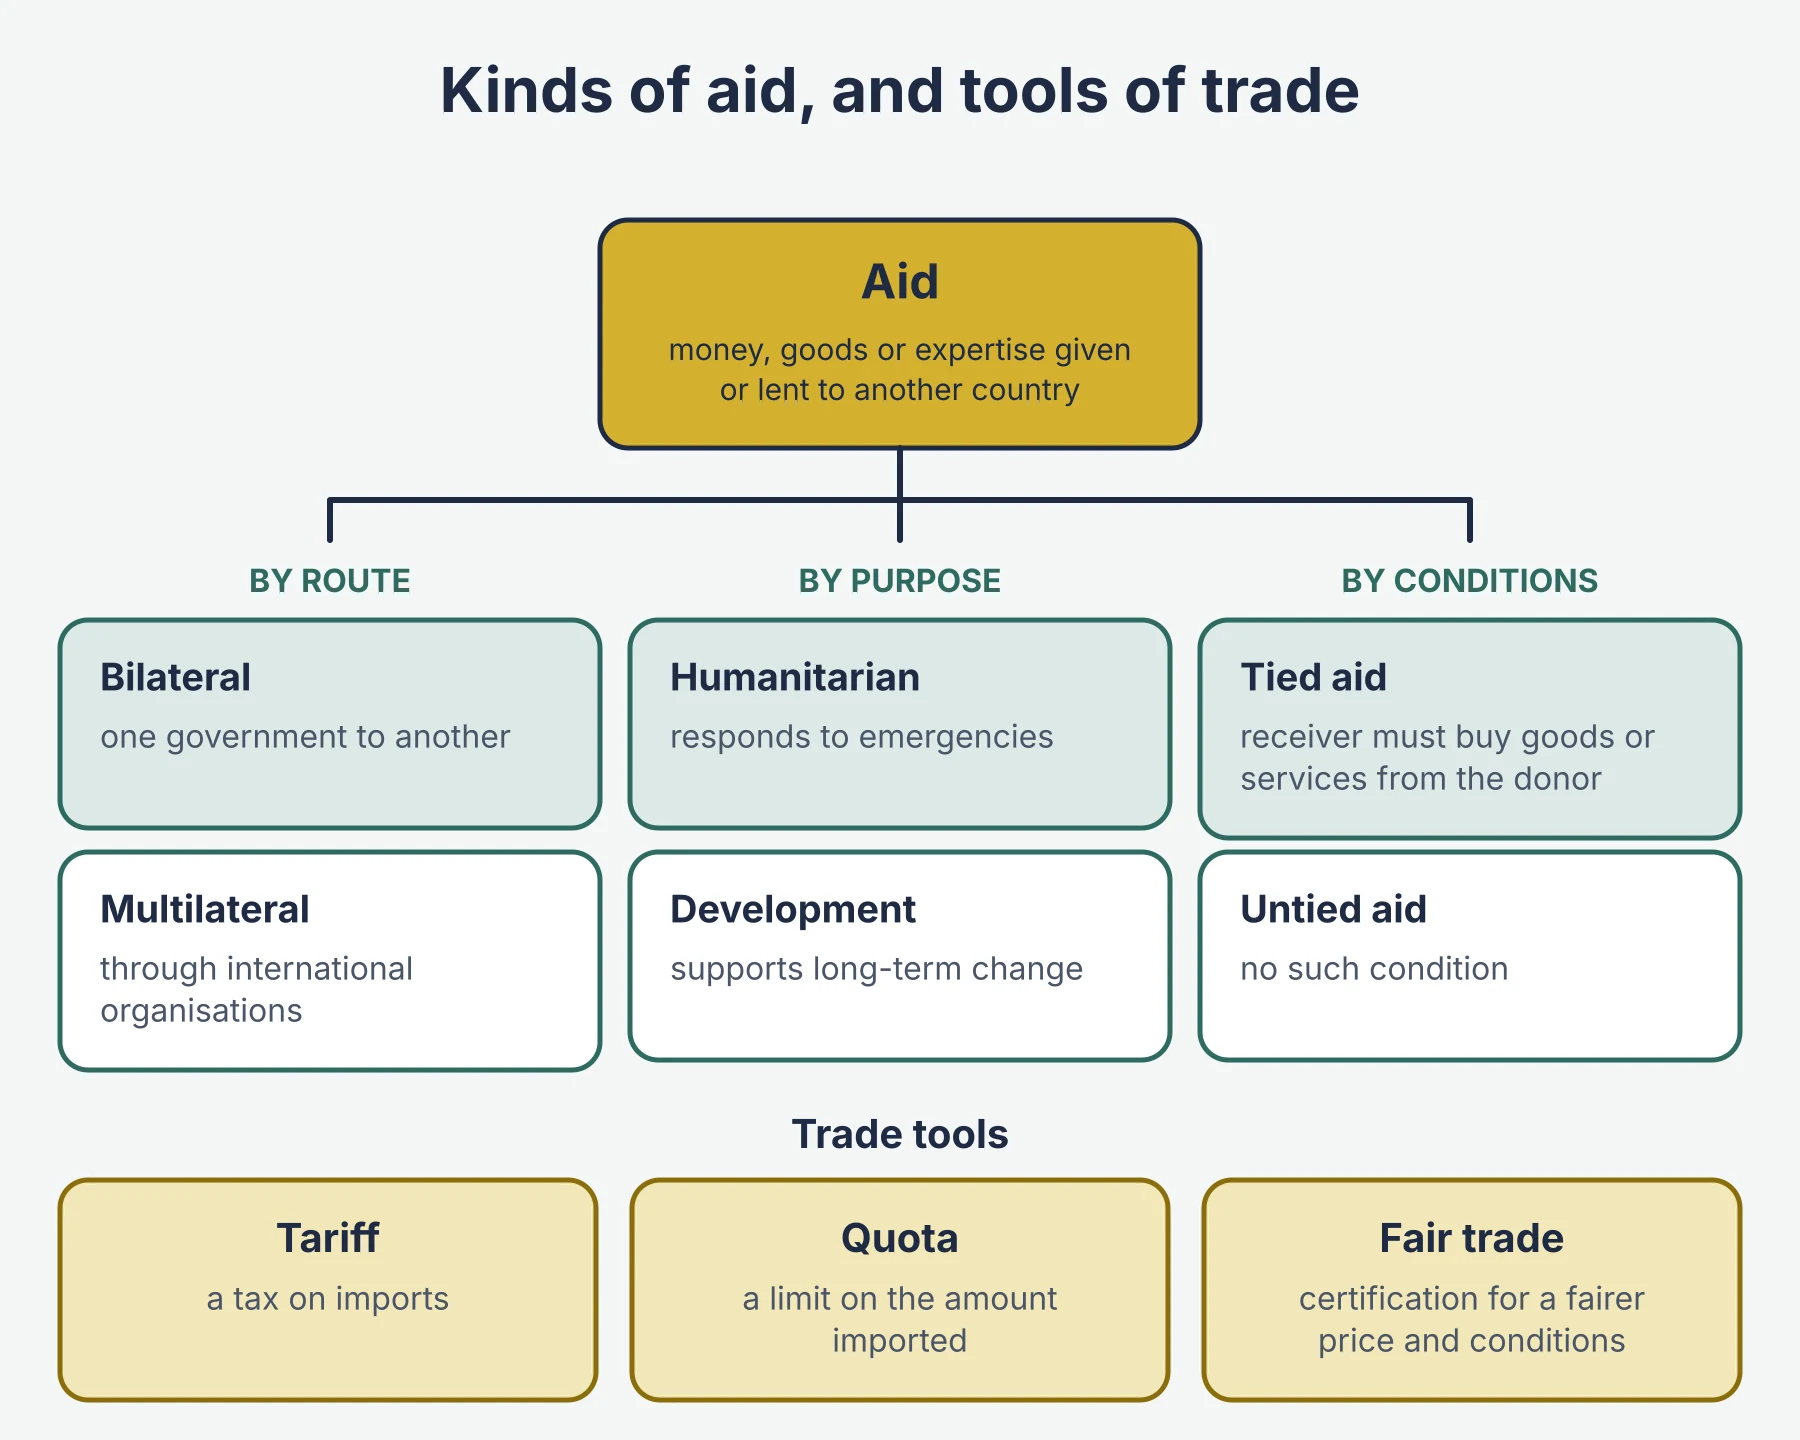 Kinds of aid, and tools of trade
Aid
money, goods or expertise given
or lent to another country
BY ROUTE
Bilateral
one government to another
Multilateral
through international
organisations
BY PURPOSE
Humanitarian
responds to emergencies
Development
supports long-term change
BY CONDITIONS
Tied aid
receiver must buy goods or
services from the donor
Untied aid
no such condition
Trade tools
Tariff
a tax on imports
Quota
a limit on the amount
imported
Fair trade
certification for a fairer
price and conditions